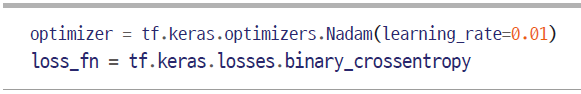 optimizer = tf.keras.optimizers.Nadam(learning_rate=0.01)
loss_fn = tf.keras.losses.binary_crossentropy